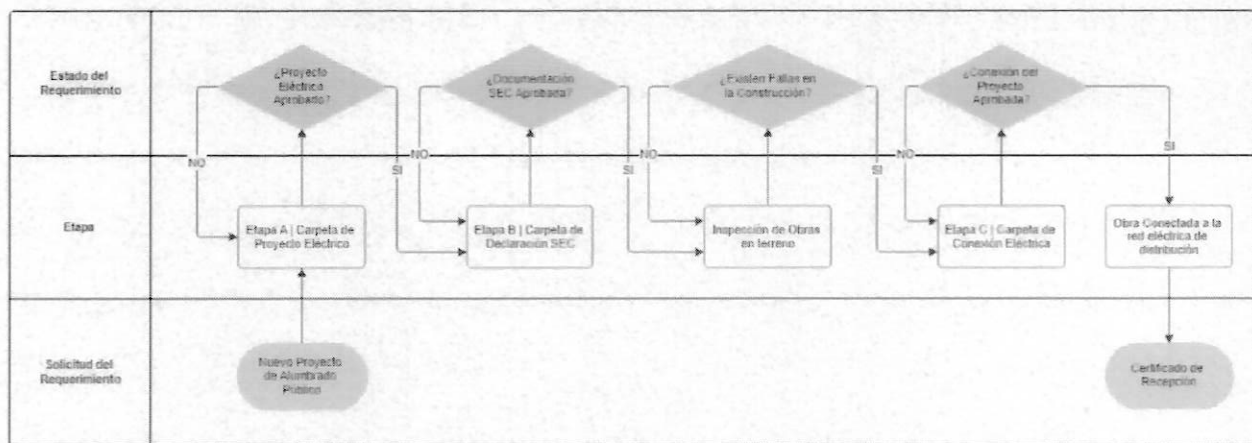 Estado del
Requerimiento
¿Proyecto
Eléctrico
Aprobado?
¿Documentación
SEC Aprobada?
¿Existen Fallas en
la Construcción?
¿Conexión del
Proyecto
Aprobada?
NO
SI
NO
SI
NO
SI
NO
SI
Etapa
Etapa A | Carpeta de
Proyecto Eléctrico
Etapa B | Carpeta de
Declaración SEC
Inspección de Obras
en terreno
Etapa C | Carpeta de
Conexión Eléctrica
Obra Conectada a la
red eléctrica de
distribución
Solicitud del
Requerimiento
Nuevo Proyecto
de Alumbrado
Público
Certificado de
Recepción